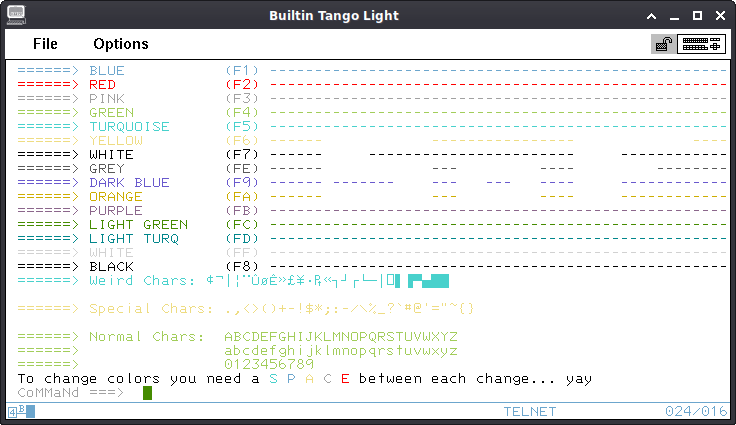 Builtin Tango Light
File Options
======> BLUE (F1) ----------------------------------------------------
======> RED (F2) ----------------------------------------------------
======> PINK (F3) ----------------------------------------------------
======> GREEN (F4) ----------------------------------------------------
======> TURQUOISE (F5) ----------------------------------------------------
======> YELLOW (F6) ------ ---------------- ----
======> WHITE (F7) ------ ----------------------- ------------
======> GREY (FE) --- ---
======> DARK BLUE (F9) ------- --- --- ----
======> ORANGE (FA) --- ---
======> PURPLE (FB) ----------------------------------------------------
======> LIGHT GREEN (FC) ----------------------------------------------------
======> LIGHT TURQ (FD) ----------------------------------------------------
======> WHITE (FF) ----------------------------------------------------
======> BLACK (F8) ----------------------------------------------------
======> Weird Chars: ¢¬|¦¨ÙøÊ»£¥·₧«┐┘┌└─│
======> Special Chars: .,<>()+-!$*;:-/\%_?`#@'="~{}
======> Normal Chars: ABCDEFGHIJKLMNOPQRSTUVWXYZ
======> abcdefghijklmnopqrstuvwxyz
======> 0123456789
To change colors you need a S P A C E between each change... yay
CoMMaNd ===>
4 B TELNET 024/016